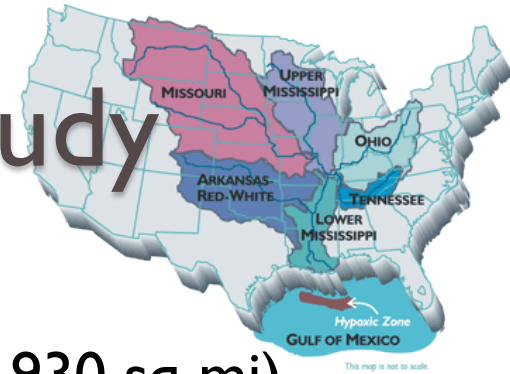 UPPER
MISSISSIPPI
MISSOURI
udy
OHIO
ARKANSAS-
RED-WHITE
TENNESSEE
LOWER
MISSISSIPPI
Hypoxic Zone
GULF OF MEXICO
930 sq mi)
This map is not to scale.